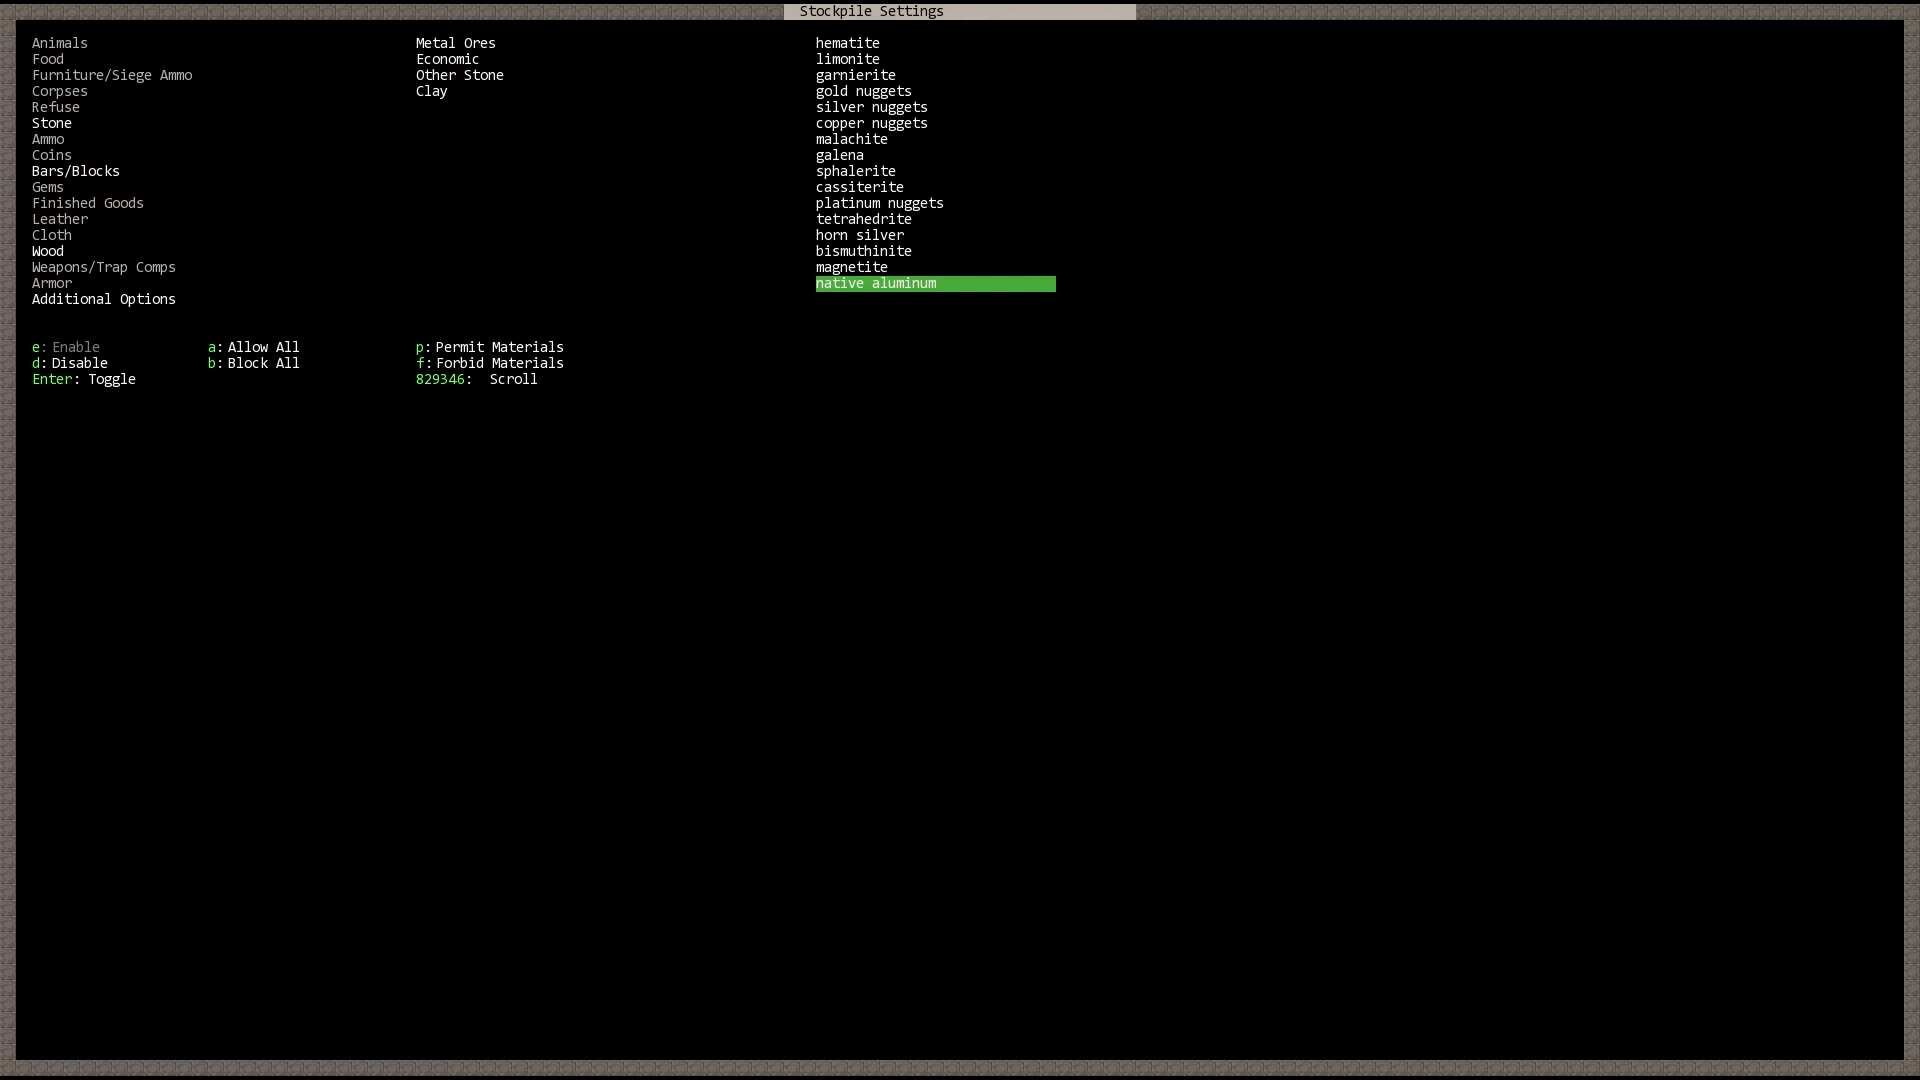 Stockpile Settings
Animals Metal Ores hematite
Food Economic limonite
Furniture/Siege Ammo Other Stone garnierite
Corpses Clay gold nuggets
Refuse silver nuggets
Stone copper nuggets
Ammo malachite
Coins galena
Bars/Blocks sphalerite
Gems cassiterite
Finished Goods platinum nuggets
Leather tetrahedrite
Cloth horn silver
Wood bismuthinite
Weapons/Trap Comps magnetite
Armor native aluminum
Additional Options
e: Enable a: Allow All p: Permit Materials
d: Disable b: Block All f: Forbid Materials
Enter: Toggle 829346: Scroll